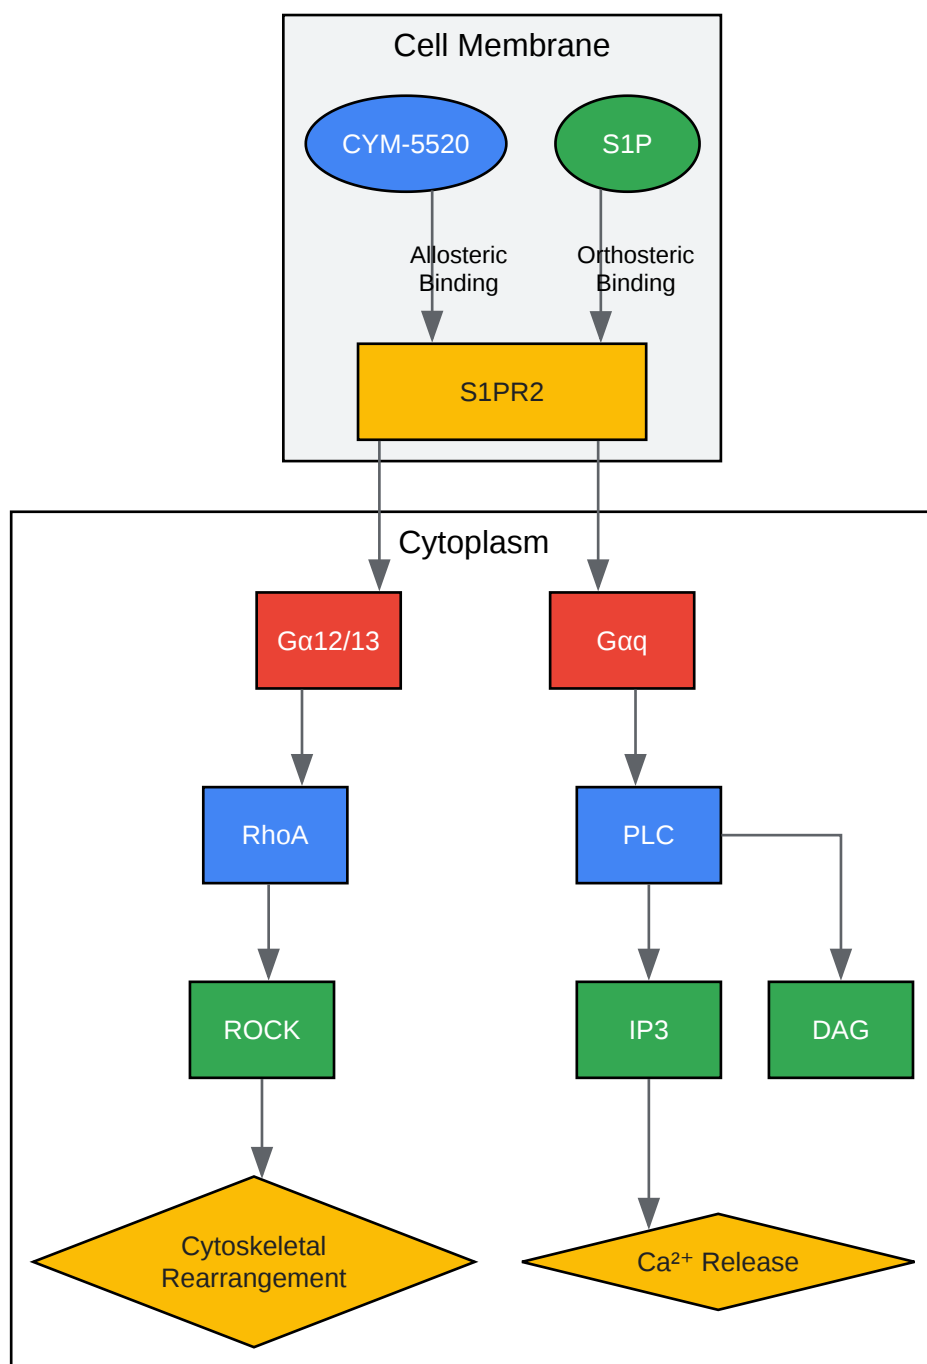 Cell Membrane
CYM-5520
S1P
Allosteric
Binding
Orthosteric
Binding
S1PR2
Cytoplasm
Gα12/13
Gαq
RhoA
PLC
ROCK
IP3
DAG
Cytoskeletal
Rearrangement
Ca²⁺ Release